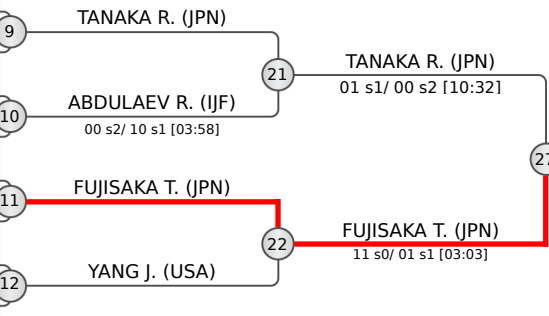 TANAKA R. (JPN)
9
21
TANAKA R. (JPN)
01 s1/ 00 s2 [10:32]
ABDULAEV R. (IJF)
10
00 s2/ 10 s1 [03:58]
27
FUJISAKA T. (JPN)
11
22
FUJISAKA T. (JPN)
11 s0/ 01 s1 [03:03]
YANG J. (USA)
12